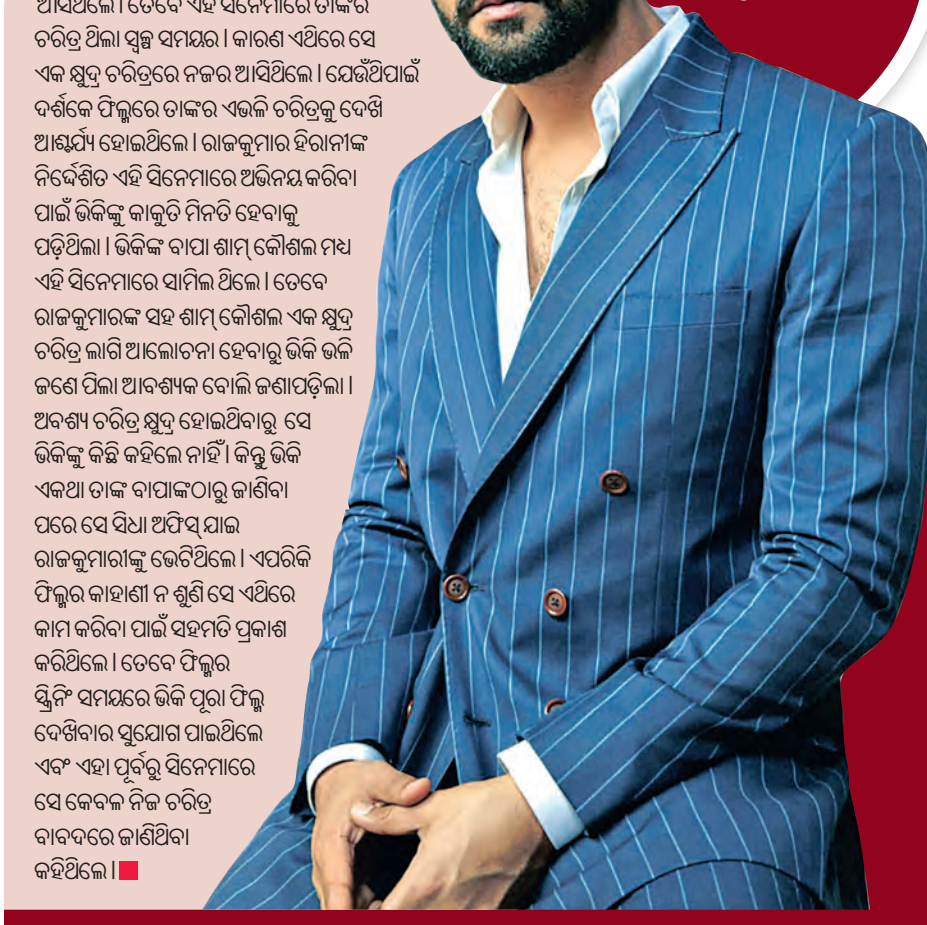 ଆସିଥିଲେ । ତେବେ ଏହି ସିନେମାରେ ତାଙ୍କର
ଚରିତ୍ର ଥିଲା ସ୍ୱଳ୍ପ ସମୟର । କାରଣ ଏଥିରେ ସେ
ଏକ କ୍ଷୁଦ୍ର ଚରିତ୍ରରେ ନଜର ଆସିଥିଲେ । ଯେଉଁଥିପାଇଁ
ଦର୍ଶକେ ଫିଲ୍ମରେ ତାଙ୍କର ଏଭଳି ଚରିତ୍ରକୁ ଦେଖି
ଆଶ୍ଚର୍ଯ୍ୟ ହୋଇଥିଲେ । ରାଜକୁମାର ହିରାନୀଙ୍କ
ନିର୍ଦ୍ଦେଶିତ ଏହି ସିନେମାରେ ଅଭିନୟ କରିବା
ପାଇଁ ଭିକିଙ୍କୁ କାକୁତି ମିନତି ହେବାକୁ
ପଡ଼ିଥିଲା । ଭିକିଙ୍କ ବାପା ଶାମ୍ କୌଶଲ ମଧ୍ୟ
ଏହି ସିନେମାରେ ସାମିଲ ଥିଲେ । ତେବେ
ରାଜକୁମାରଙ୍କ ସହ ଶାମ୍ କୌଶଲ ଏକ କ୍ଷୁଦ୍ର
ଚରିତ୍ର ଲାଗି ଆଲୋଚନା ହେବାରୁ ଭିକି ଭଳି
ଜଣେ ପିଲା ଆବଶ୍ୟକ ବୋଲି ଜଣାପଡ଼ିଲା ।
ଅବଶ୍ୟ ଚରିତ୍ର କ୍ଷୁଦ୍ର ହୋଇଥିବାରୁ ସେ
ଭିକିଙ୍କୁ କିଛି କହିଲେ ନାହିଁ । କିନ୍ତୁ ଭିକି
ଏକଥା ତାଙ୍କ ବାପାଙ୍କଠାରୁ ଜାଣିବା
ପରେ ସେ ସିଧା ଅଫିସ୍ ଯାଇ
ରାଜକୁମାରୀଙ୍କୁ ଭେଟିଥିଲେ । ଏପରିକି
ଫିଲ୍ମର କାହାଣୀ ନ ଶୁଣି ସେ ଏଥିରେ
କାମ କରିବା ପାଇଁ ସହମତି ପ୍ରକାଶ
କରିଥିଲେ । ତେବେ ଫିଲ୍ମର
ସ୍କ୍ରିନିଂ ସମୟରେ ଭିକି ପୂରା ଫିଲ୍ମ
ଦେଖିବାର ସୁଯୋଗ ପାଇଥିଲେ
ଏବଂ ଏହା ପୂର୍ବରୁ ସିନେମାରେ
ସେ କେବଳ ନିଜ ଚରିତ୍ର
ବାବଦରେ ଜାଣିଥିବା
କହିଥିଲେ ।